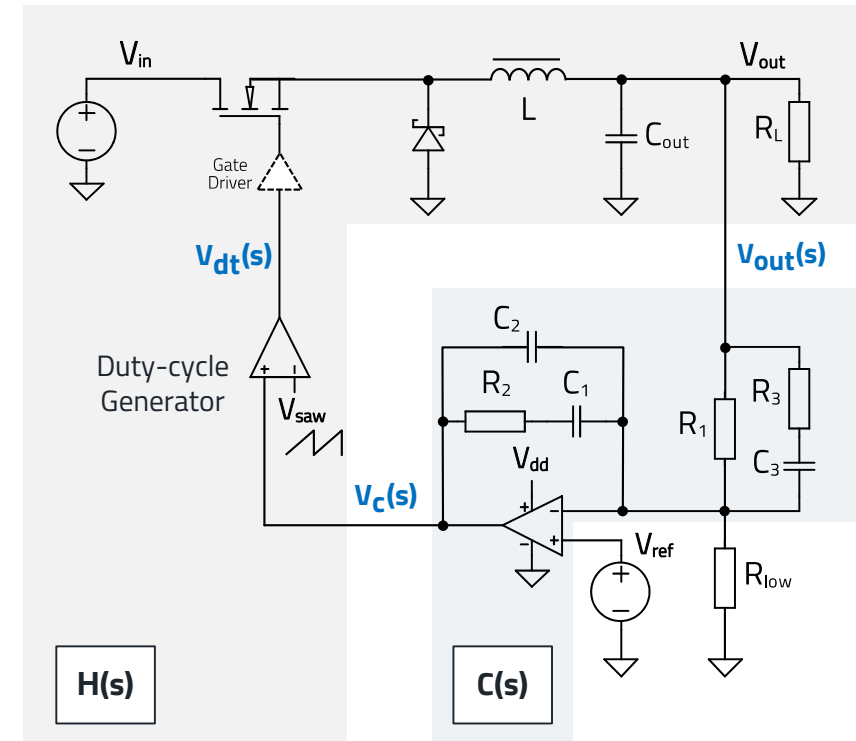 Vin
Vout
L
Cout
RL
Gate
Driver
Vdt(s)
Vout(s)
C2
Duty-cycle
Generator
R2
C1
R3
R1
Vsaw
Vdd
C3
VC(s)
Vref
Rlow
H(s)
C(s)